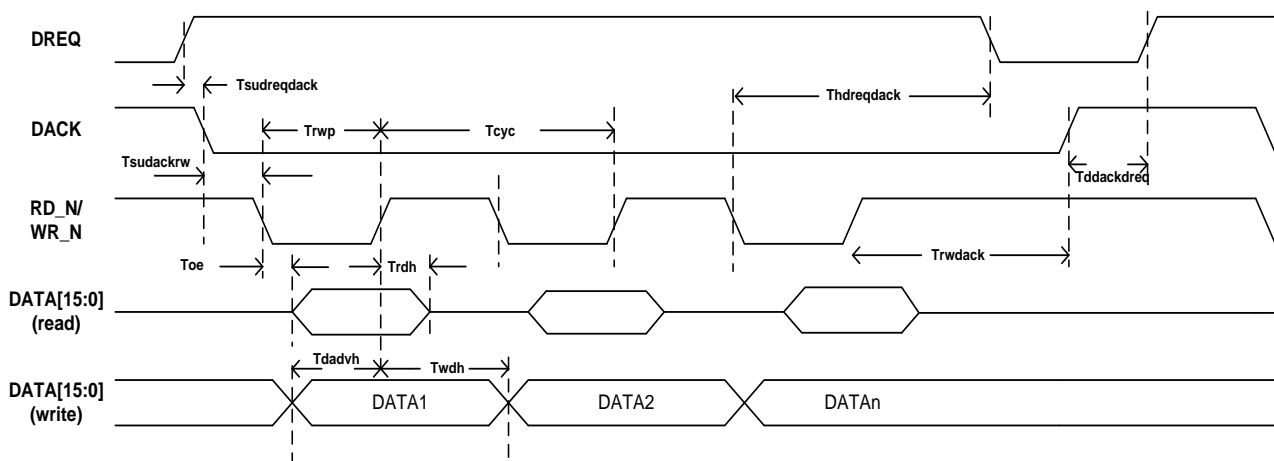 DREQ
Tsudreqdack
Thdreqdack
DACK
Trwp
Tcyc
Tsudackrw
Tddackdreq
RD_N/
WR_N
Trwdack
Toe
Trdh
DATA[15:0]
(read)
Tdadvh
Twdh
DATA[15:0]
(write)
DATA1
DATA2
DATAn